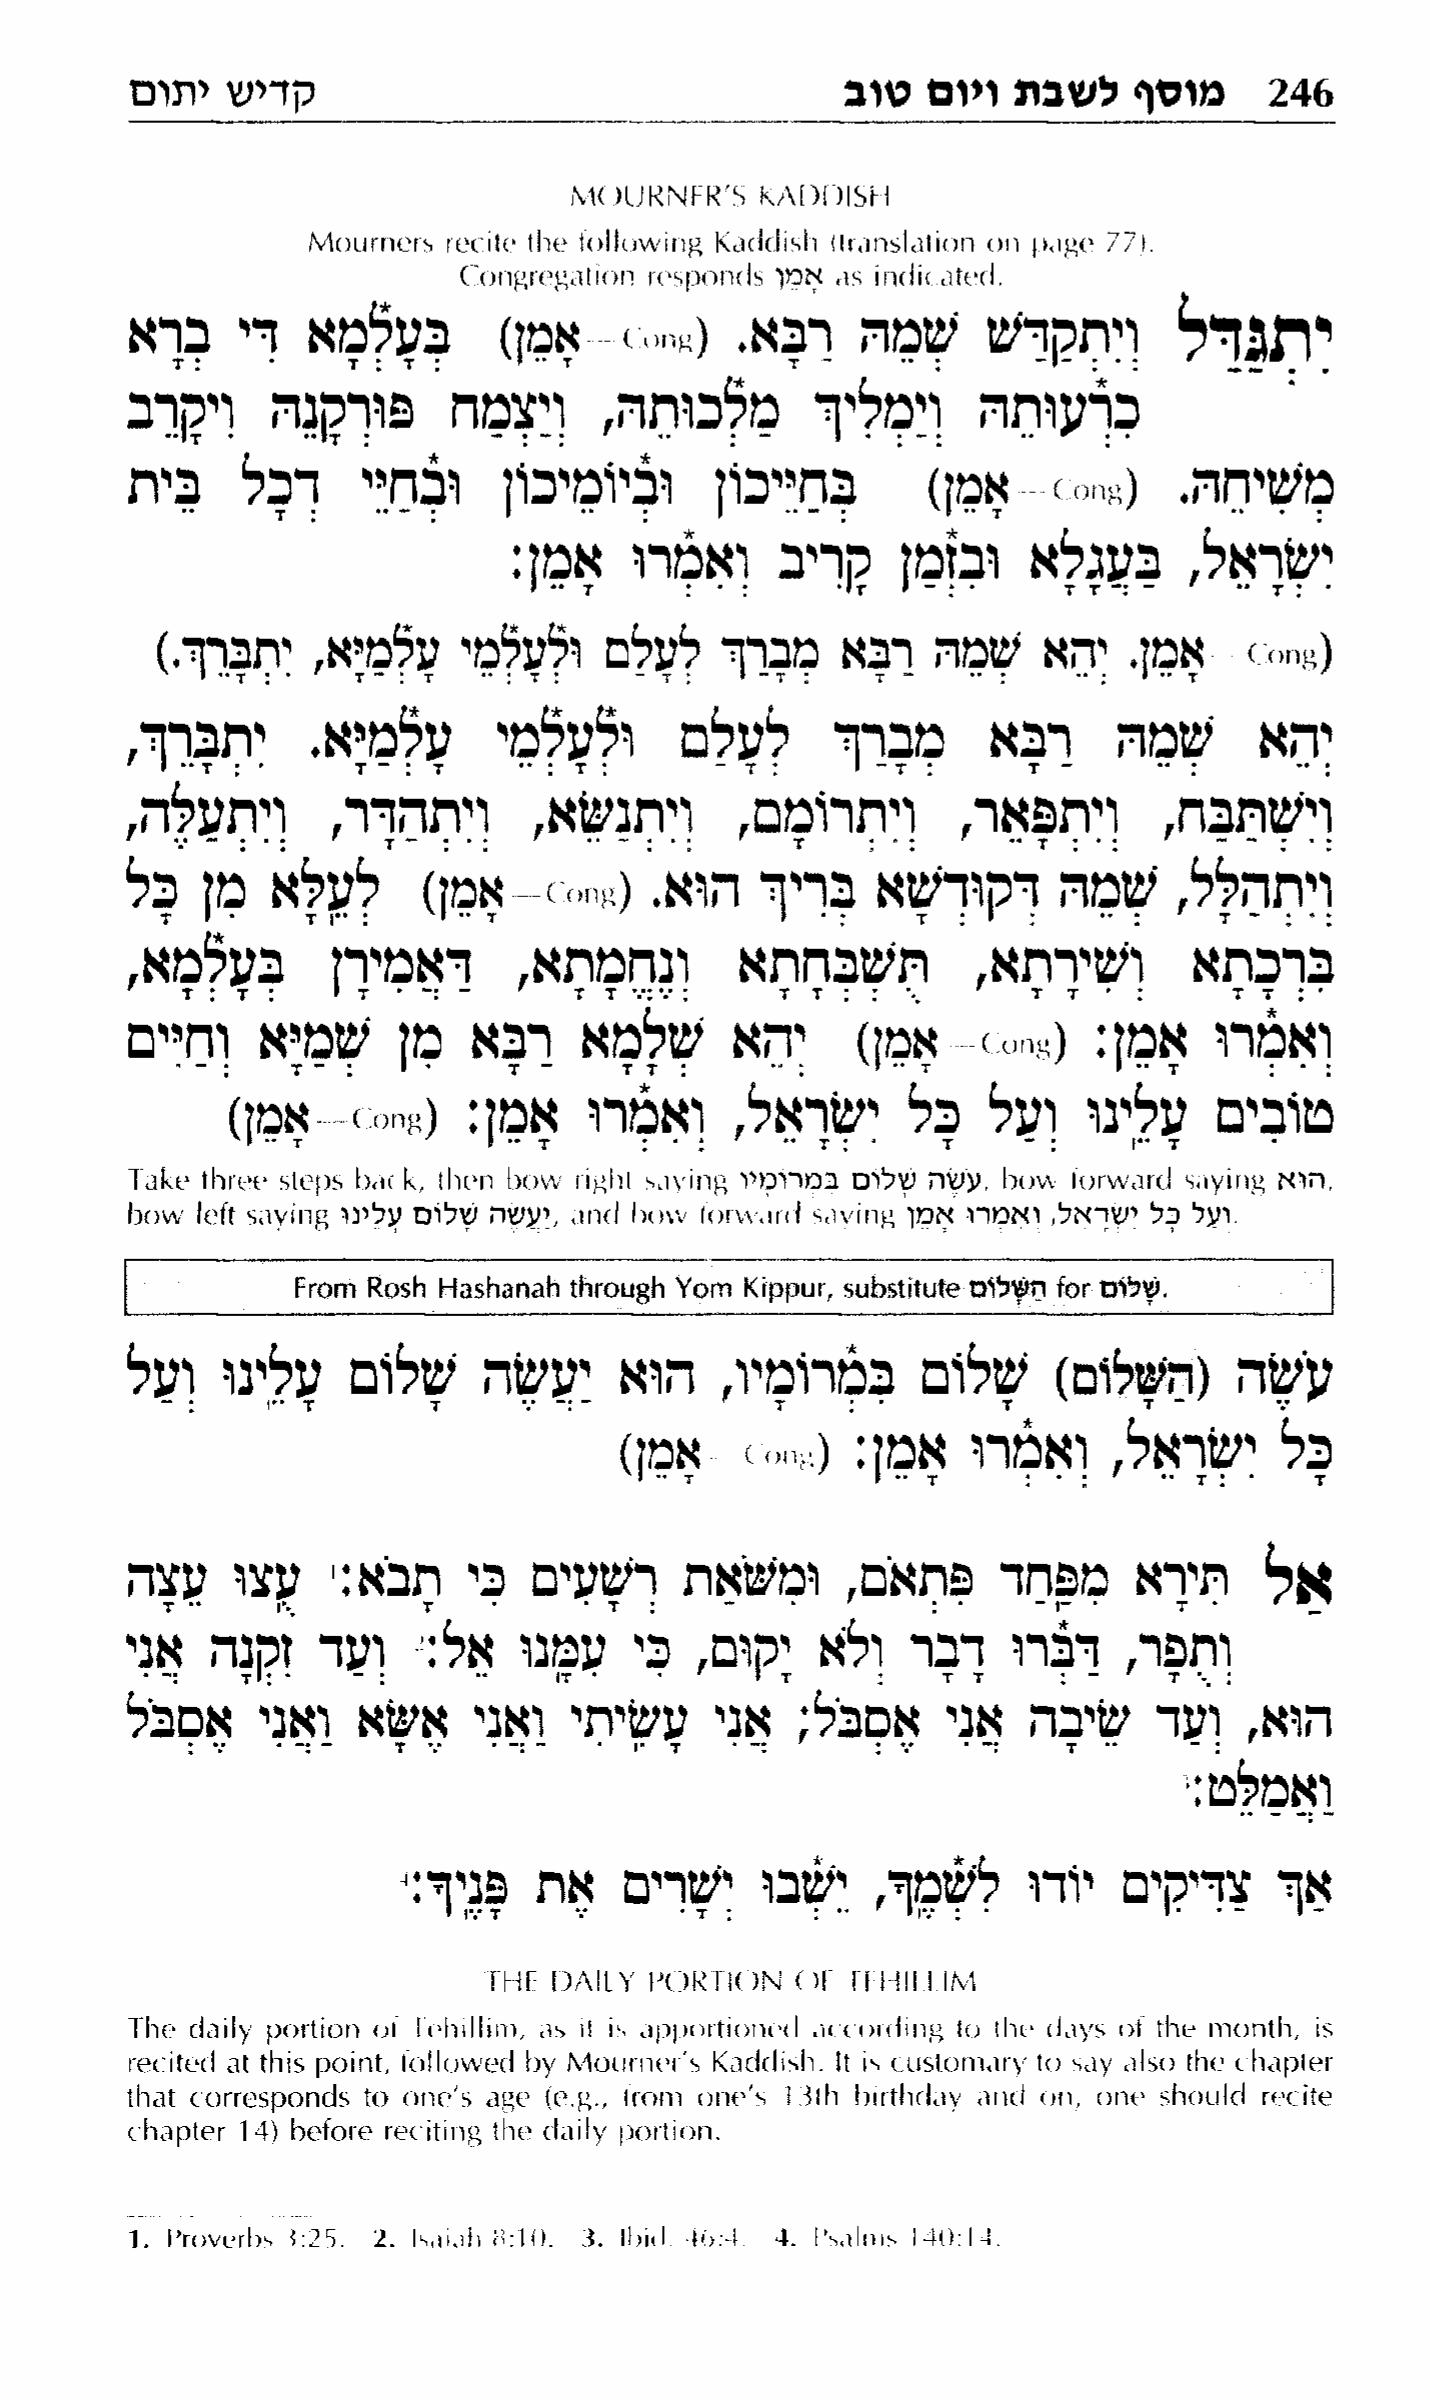 246 מוסף לשבת ויום טוב קדיש יתום
MOURNER'S KADDISH
Mourners recite the following Kaddish (translation on page 77).
Congregation responds אָמֵן as indicated.
יִתְגַּדַּל וְיִתְקַדַּשׁ שְׁמֵהּ רַבָּא. (Cong—אָמֵן) בְּעָלְ*מָא דִּי בְרָא
כִרְ*עוּתֵהּ וְיַמְלִיךְ מַלְ*כוּתֵהּ, וְיַצְמַח פּוּרְקָנֵהּ וִיקָרֵב
מְשִׁיחֵהּ. (Cong—אָמֵן) בְּחַיֵּיכוֹן וּבְ*יוֹמֵיכוֹן וּבְ*חַיֵּי דְכָל בֵּית
יִשְׂרָאֵל, בַּעֲגָלָא וּבִזְ*מַן קָרִיב וְאִמְ*רוּ אָמֵן:
(Cong—אָמֵן. יְהֵא שְׁמֵהּ רַבָּא מְבָרַךְ לְעָלַם וּלְ*עָלְ*מֵי עָלְ*מַיָּא, יִתְבָּרֵךְ.)
יְהֵא שְׁמֵהּ רַבָּא מְבָרַךְ לְעָלַם וּלְ*עָלְ*מֵי עָלְ*מַיָּא. יִתְבָּרֵךְ,
וְיִשְׁתַּבַּח, וְיִתְפָּאֵר, וְיִתְרוֹמָם, וְיִתְנַשֵּׂא, וְיִתְהַדָּר, וְיִתְעַלֶּה,
וְיִתְהַלָּל, שְׁמֵהּ דְּקוּדְשָׁא בְּרִיךְ הוּא. (Cong—אָמֵן) לְעֵלָּא מִן כָּל
בִּרְכָתָא וְשִׁירָתָא, תֻּשְׁבְּחָתָא וְנֶחֱמָתָא, דַּאֲמִירָן בְּעָלְ*מָא,
וְאִמְ*רוּ אָמֵן: (Cong—אָמֵן) יְהֵא שְׁלָמָא רַבָּא מִן שְׁמַיָּא וְחַיִּים
טוֹבִים עָלֵינוּ וְעַל כָּל יִשְׂרָאֵל, וְאִמְ*רוּ אָמֵן: (Cong—אָמֵן)
Take three steps back, then bow right saying עֹשֶׂה שָׁלוֹם בִּמְרוֹמָיו, bow forward saying הוּא,
bow left saying יַעֲשֶׂה שָׁלוֹם עָלֵינוּ, and bow forward saying וְעַל כָּל יִשְׂרָאֵל, וְאִמְרוּ אָמֵן.
From Rosh Hashanah through Yom Kippur, substitute הַשָּׁלוֹם for שָׁלוֹם.
עֹשֶׂה (הַשָּׁלוֹם) שָׁלוֹם בִּמְ*רוֹמָיו, הוּא יַעֲשֶׂה שָׁלוֹם עָלֵינוּ וְעַל
כָּל יִשְׂרָאֵל, וְאִמְ*רוּ אָמֵן: (Cong—אָמֵן)
אַל תִּירָא מִפַּחַד פִּתְאֹם, וּמִשֹּׁאַת רְשָׁעִים כִּי תָבֹא:1 עֻצוּ עֵצָה
וְתֻפָר, דַּבְּ*רוּ דָבָר וְלֹא יָקוּם, כִּי עִמָּנוּ אֵל:2 וְעַד זִקְנָה אֲנִי
הוּא, וְעַד שֵׂיבָה אֲנִי אֶסְבֹּל; אֲנִי עָשִׂיתִי וַאֲנִי אֶשָּׂא וַאֲנִי אֶסְבֹּל
וַאֲמַלֵּט:3
אַךְ צַדִּיקִים יוֹדוּ לִשְׁ*מֶךָ, יֵשְׁ*בוּ יְשָׁרִים אֶת פָּנֶיךָ:4
THE DAILY PORTION OF TEHILLIM
The daily portion of Tehillim, as it is apportioned according to the days of the month, is
recited at this point, followed by Mourner's Kaddish. It is customary to say also the chapter
that corresponds to one's age (e.g., from one's 13th birthday and on, one should recite
chapter 14) before reciting the daily portion.
1. Proverbs 3:25. 2. Isaiah 8:10. 3. Ibid. 46:4. 4. Psalms 140:14.